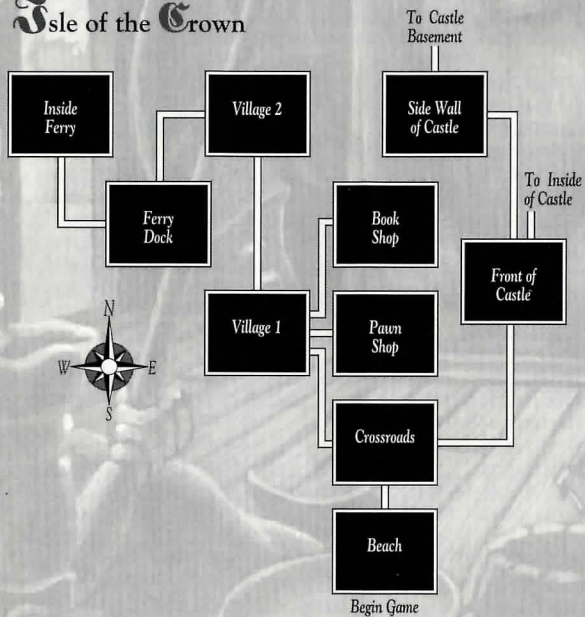 Isle of the Crown
To Castle
Basement
Inside
Ferry
Village 2
Side Wall
of Castle
To Inside
of Castle
Ferry
Dock
Book
Shop
Front of
Castle
N
W
E
S
Village 1
Pawn
Shop
Crossroads
Beach
Begin Game